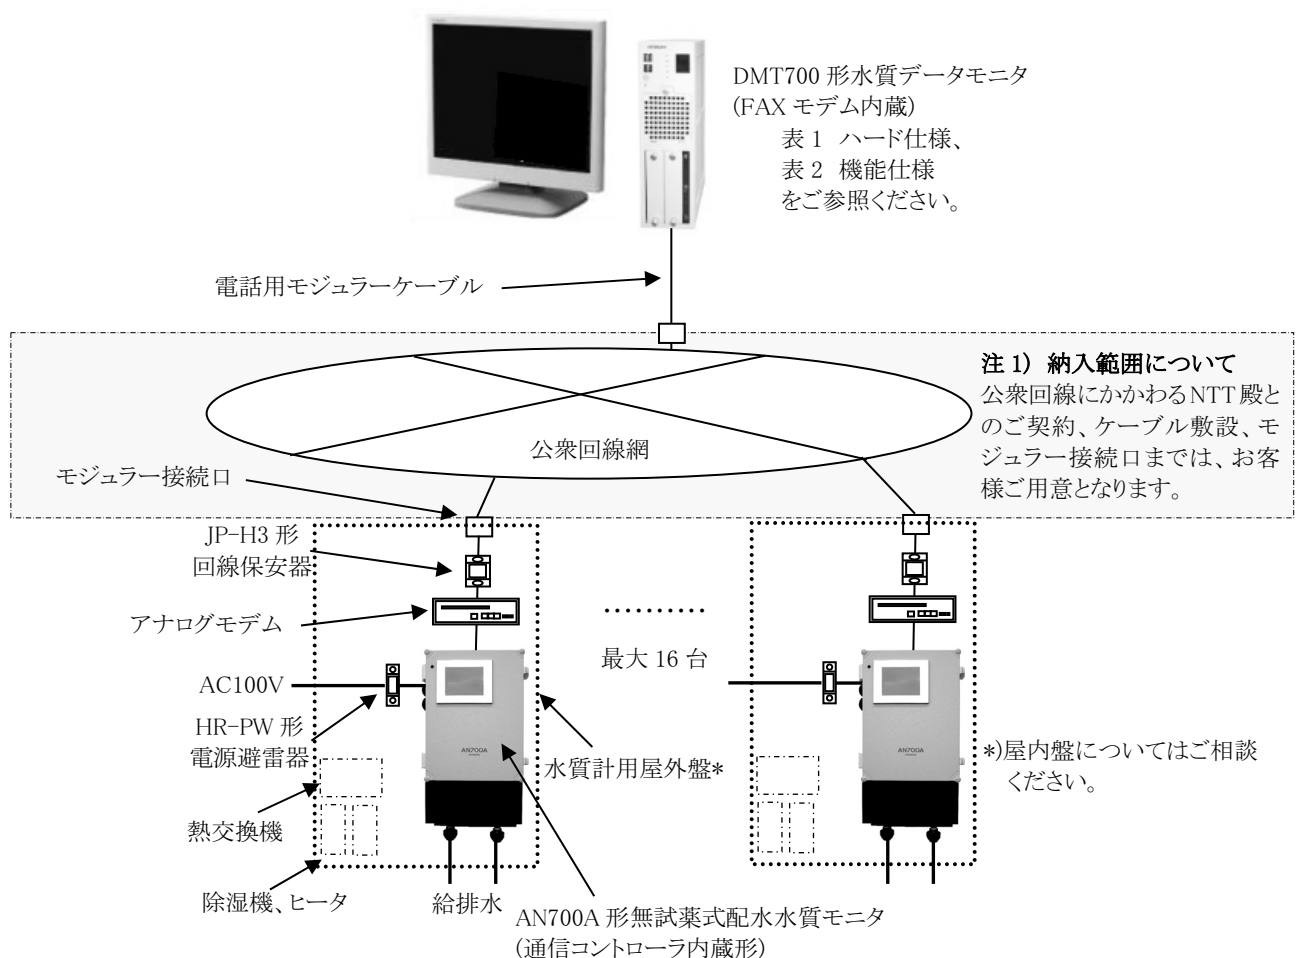 DMT700 形水質データモニタ
(FAX モデム内蔵)
表 1 ハード仕様、
表 2 機能仕様
をご参照ください。
電話用モジュラーケーブル
注 1) 納入範囲について
公衆回線にかかわるNTT 殿と
のご契約、ケーブル敷設、モ
ジュラー接続口までは、お客
様ご用意となります。
公衆回線網
モジュラー接続口
JP-H3 形
回線保安器
アナログモデム
最大 16 台
AC100V
HR-PW 形
電源避雷器
AN700A
AN700A
水質計用屋外盤*
*)屋内盤についてはご相談
ください。
熱交換機
除湿機、ヒータ
給排水
AN700A 形無試薬式配水水質モニタ
(通信コントローラ内蔵形)